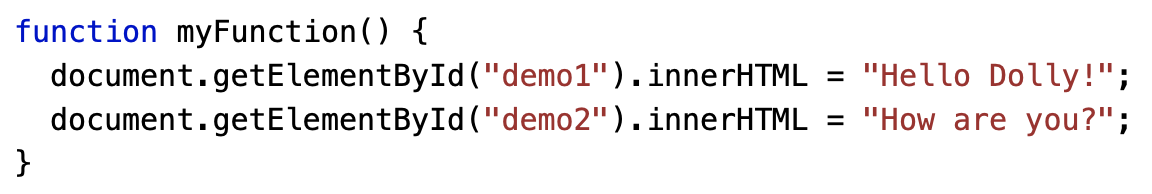 function myFunction() {
  document.getElementById("demo1").innerHTML = "Hello Dolly!";
  document.getElementById("demo2").innerHTML = "How are you?";
}